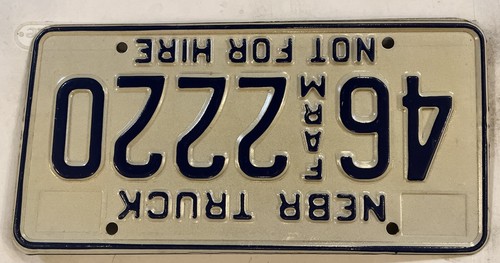 NEBR TRUCK
46 FARM 2220
NOT FOR HIRE